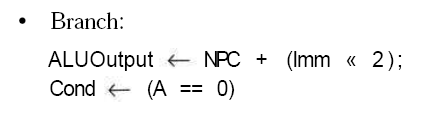 • Branch:
ALUOutput ← NPC + (Imm « 2);
Cond ← (A == 0)